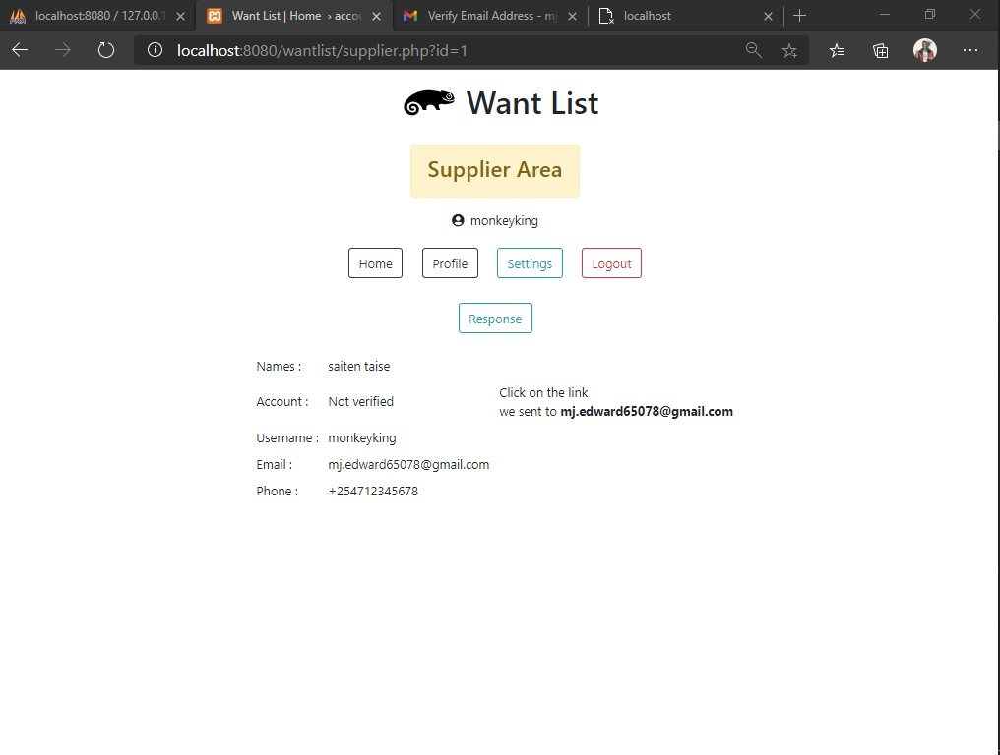 localhost:8080 / 127.0.0.1
Want List | Home › accou
Verify Email Address - mj
localhost
localhost:8080/wantlist/supplier.php?id=1
Want List
Supplier Area
monkeyking
Home Profile Settings Logout
Response
Names : saiten taise
Account : Not verified Click on the link
we sent to mj.edward65078@gmail.com
Username : monkeyking
Email : mj.edward65078@gmail.com
Phone : +254712345678